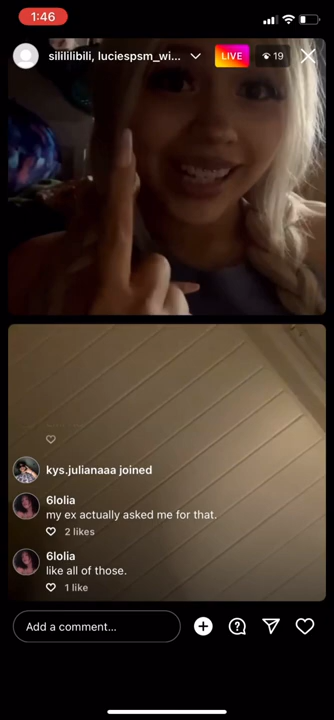 1:46
silililibili, luciespsm_wi...
LIVE
19
kys.julianaaa joined
6lolia
my ex actually asked me for that.
2 likes
6lolia
like all of those.
1 like
Add a comment...